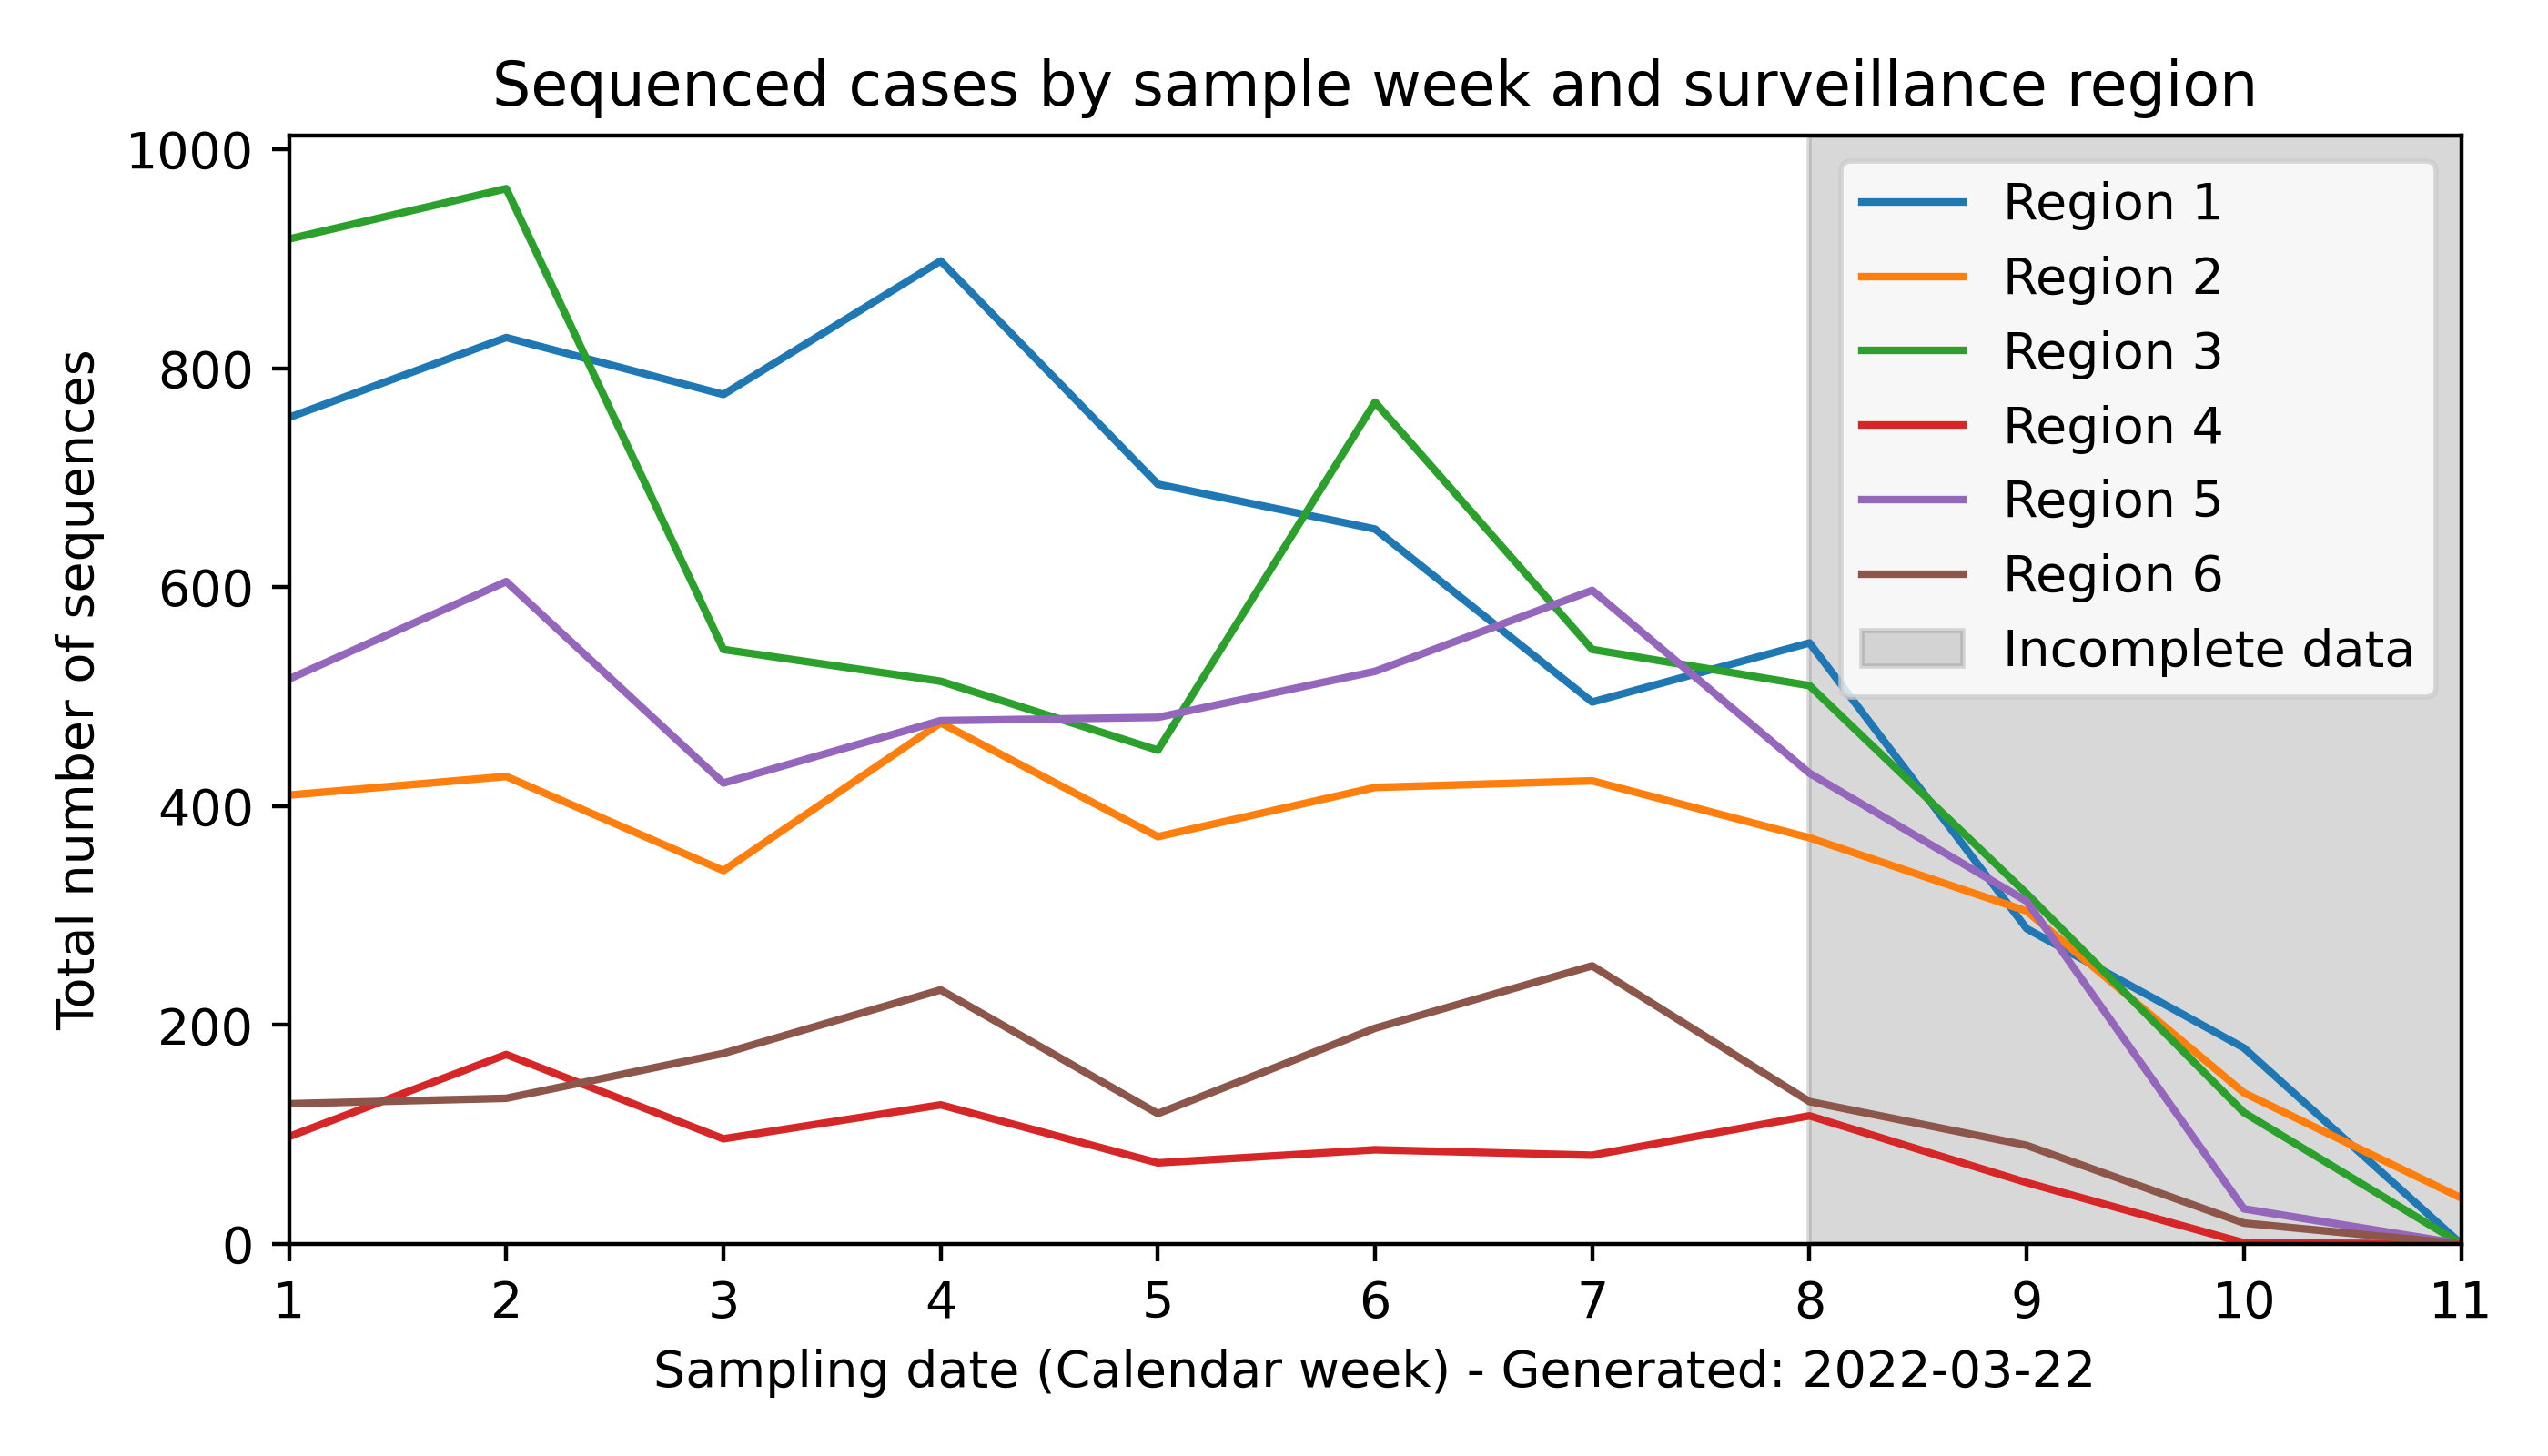 Sequenced cases by sample week and surveillance region
Total number of sequences
1000
800
600
400
200
0
1 2 3 4 5 6 7 8 9 10 11
Sampling date (Calendar week) - Generated: 2022-03-22
Region 1
Region 2
Region 3
Region 4
Region 5
Region 6
Incomplete data